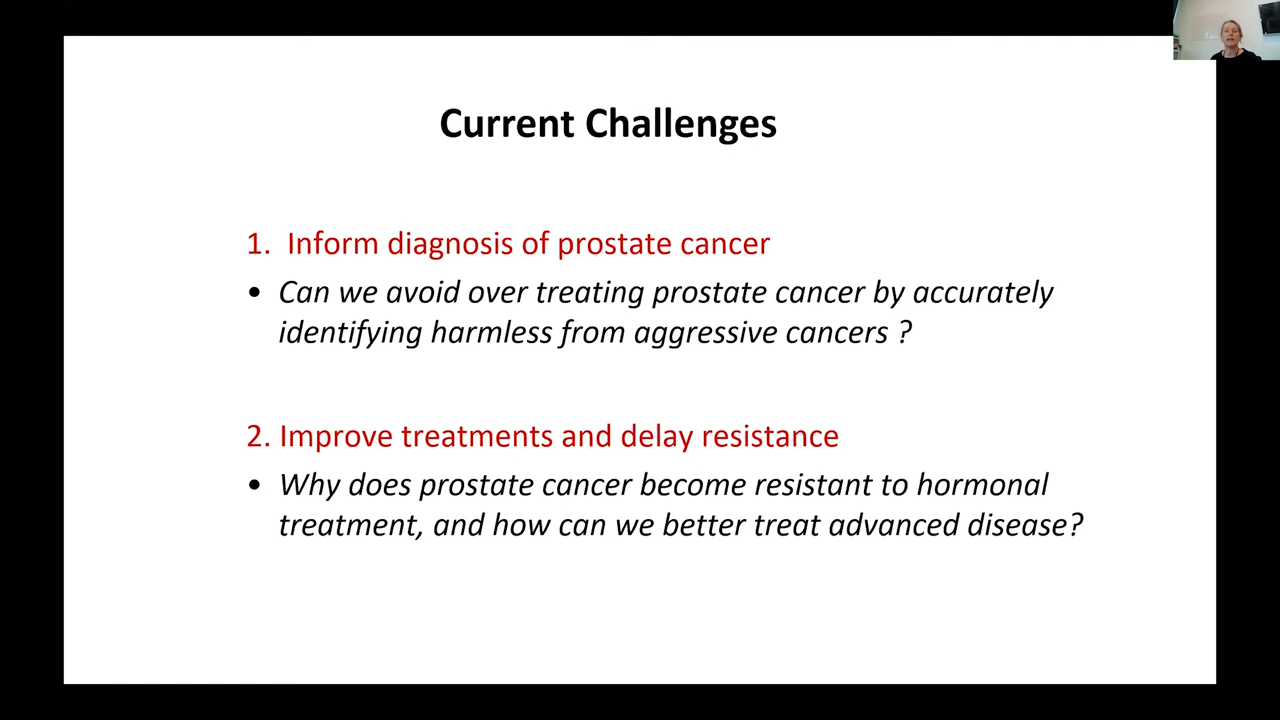 Current Challenges
1. Inform diagnosis of prostate cancer
• Can we avoid over treating prostate cancer by accurately
identifying harmless from aggressive cancers ?
2. Improve treatments and delay resistance
• Why does prostate cancer become resistant to hormonal
treatment, and how can we better treat advanced disease?